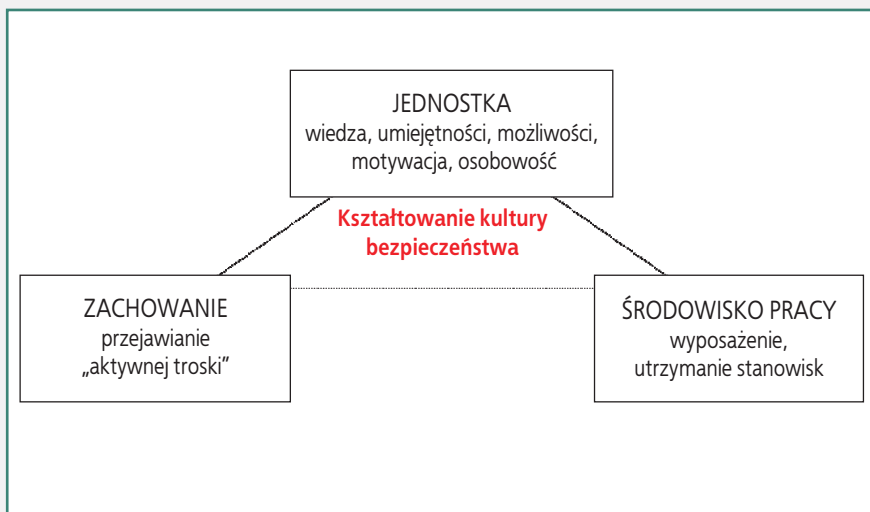 JEDNOSTKA
wiedza, umiejętności, możliwości,
motywacja, osobowość
Kształtowanie kultury
bezpieczeństwa
ZACHOWANIE
przejawianie
„aktywnej troski”
ŚRODOWISKO PRACY
wyposażenie,
utrzymanie stanowisk